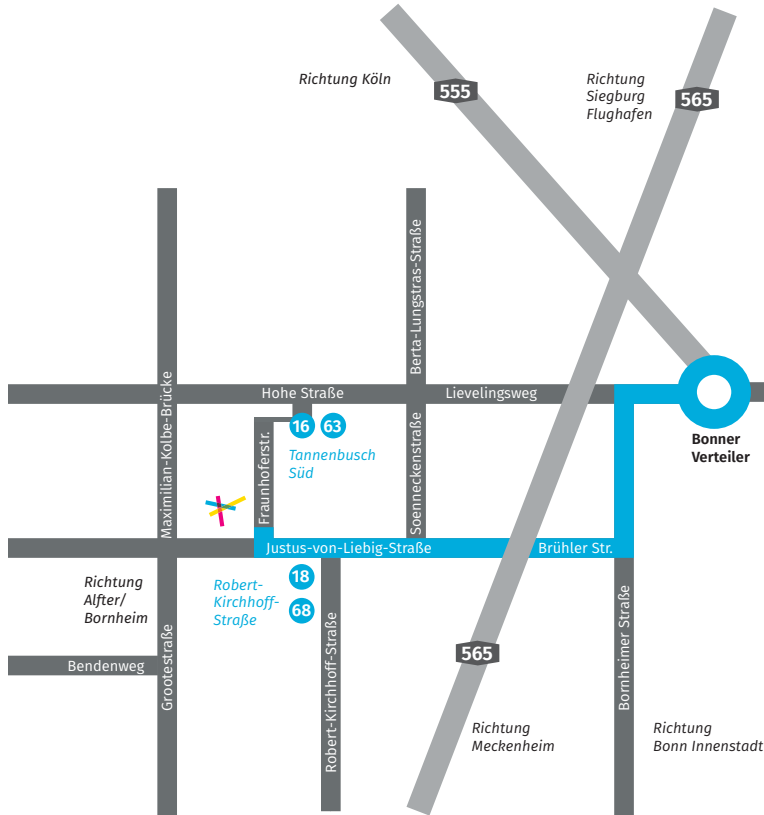 Richtung Köln
555
Richtung
Siegburg
Flughafen
565
Maximilian-Kolbe-Brücke
Berta-Lungstras-Straße
Hohe Straße
Lievelingsweg
16
63
Tannenbusch
Süd
Fraunhoferstr.
Soenneckenstraße
Bonner
Verteiler
Justus-von-Liebig-Straße
Brühler Str.
Richtung
Alfter/
Bornheim
Robert-
Kirchhoff-
Straße
18
68
Bendenweg
Grootestraße
Robert-Kirchhoff-Straße
565
Bornheimer Straße
Richtung
Meckenheim
Richtung
Bonn Innenstadt